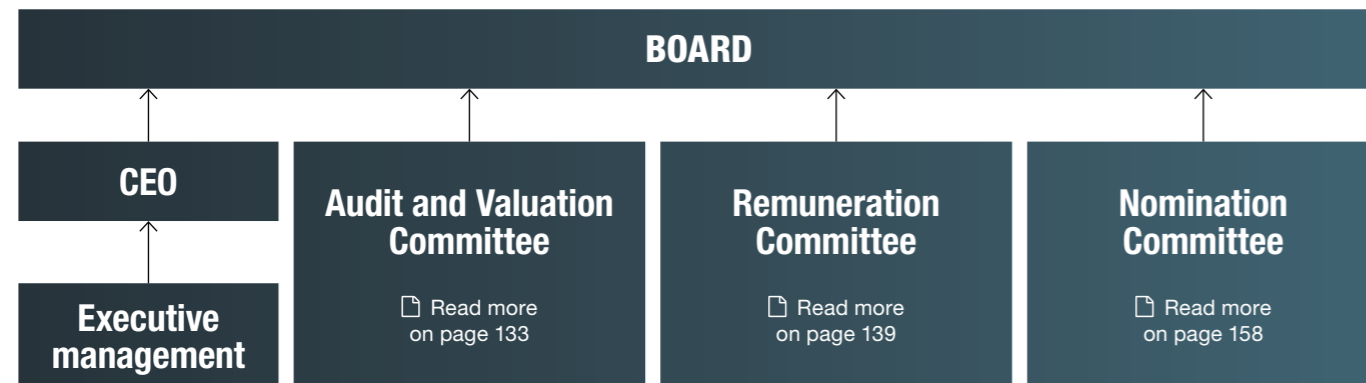 BOARD
CEO
Executive
management
Audit and Valuation
Committee
Read more
on page 133
Remuneration
Committee
Read more
on page 139
Nomination
Committee
Read more
on page 158